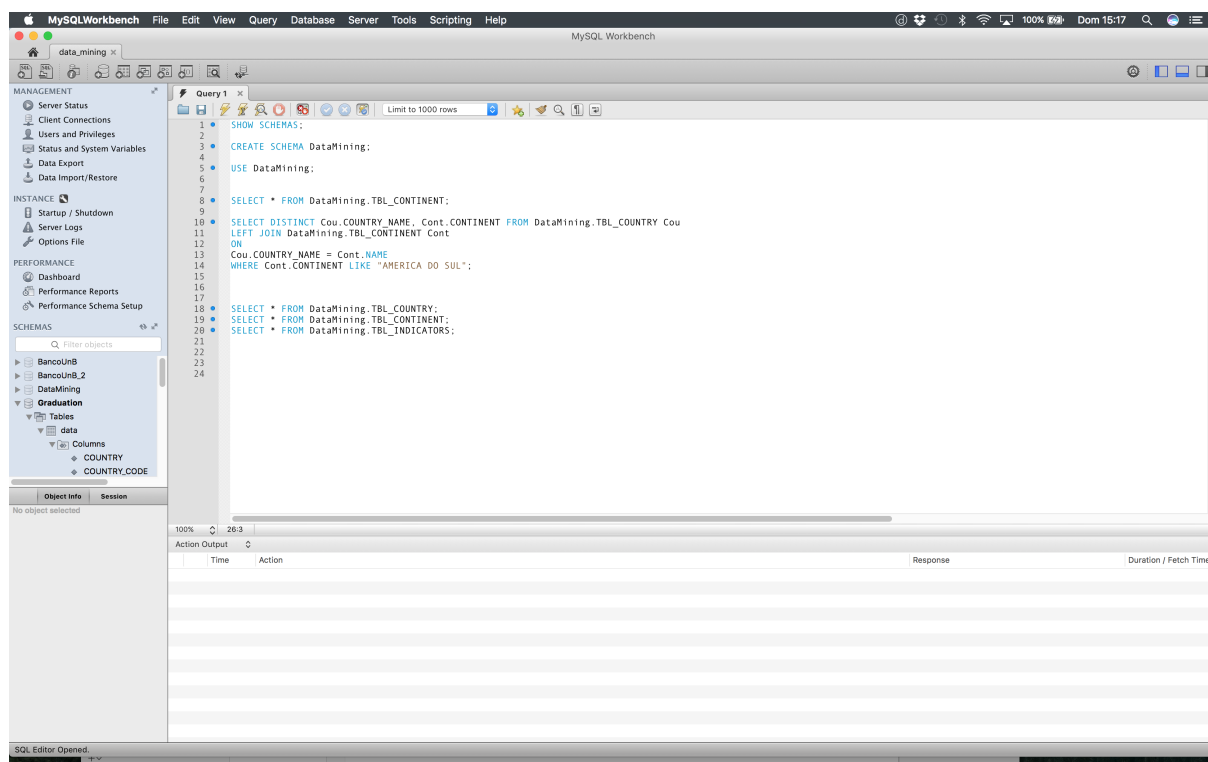 MySQLWorkbench File Edit View Query Database Server Tools Scripting Help
100% Dom 15:17
MySQL Workbench
data_mining
MANAGEMENT
Server Status
Client Connections
Users and Privileges
Status and System Variables
Data Export
Data Import/Restore
INSTANCE
Startup / Shutdown
Server Logs
Options File
PERFORMANCE
Dashboard
Performance Reports
Performance Schema Setup
SCHEMAS
Filter objects
BancoUnB
BancoUnB_2
DataMining
Graduation
Tables
data
Columns
COUNTRY
COUNTRY_CODE
Object Info Session
No object selected
Query 1
Limit to 1000 rows
1 SHOW SCHEMAS;
2
3 CREATE SCHEMA DataMining;
4
5 USE DataMining;
6
7
8 SELECT * FROM DataMining.TBL_CONTINENT;
9
10 SELECT DISTINCT Cou.COUNTRY_NAME, Cont.CONTINENT FROM DataMining.TBL_COUNTRY Cou
11 LEFT JOIN DataMining.TBL_CONTINENT Cont
12 ON
13 Cou.COUNTRY_NAME = Cont.NAME
14 WHERE Cont.CONTINENT LIKE "AMERICA DO SUL";
15
16
17
18 SELECT * FROM DataMining.TBL_COUNTRY;
19 SELECT * FROM DataMining.TBL_CONTINENT;
20 SELECT * FROM DataMining.TBL_INDICATORS;
21
22
23
24
100% 26:3
Action Output
Time Action Response Duration / Fetch Time
SQL Editor Opened.